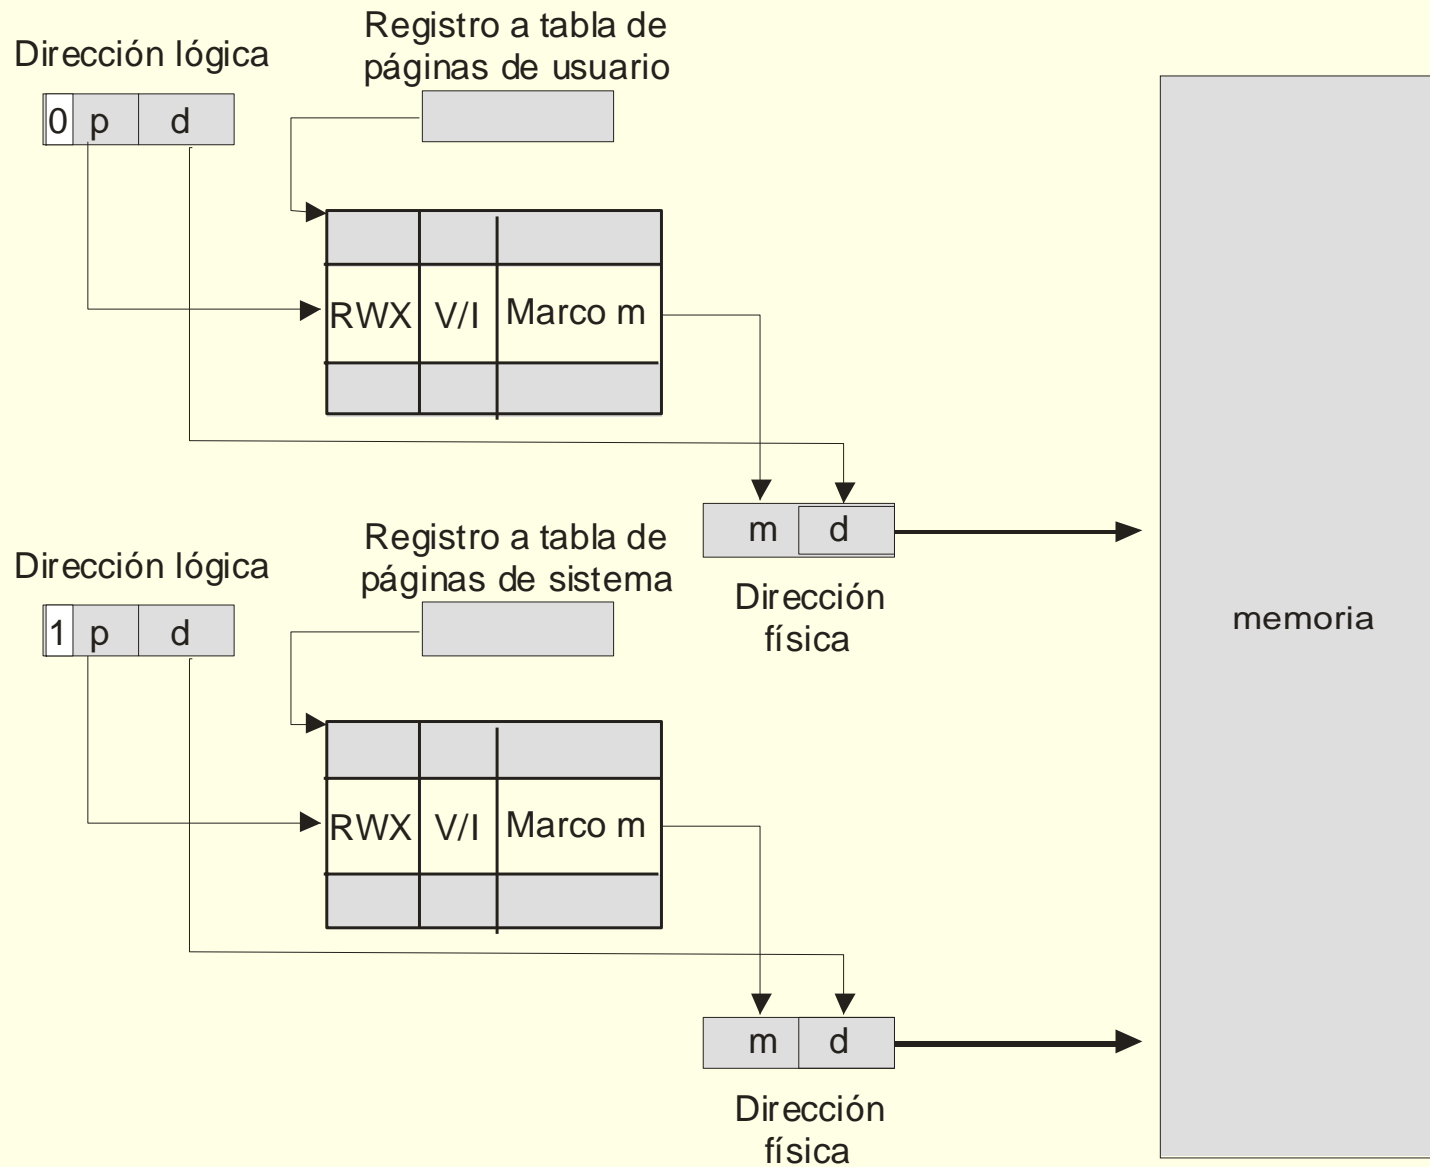 Registro a tabla de
páginas de usuario
Dirección lógica
0 p d
RWX V/I Marco m
m d
Dirección
física
Registro a tabla de
páginas de sistema
Dirección lógica
1 p d
RWX V/I Marco m
m d
Dirección
física
memoria